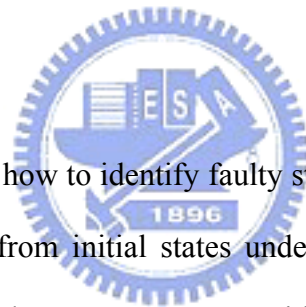 ES A
how to identify faulty s
1896
from initial states unde